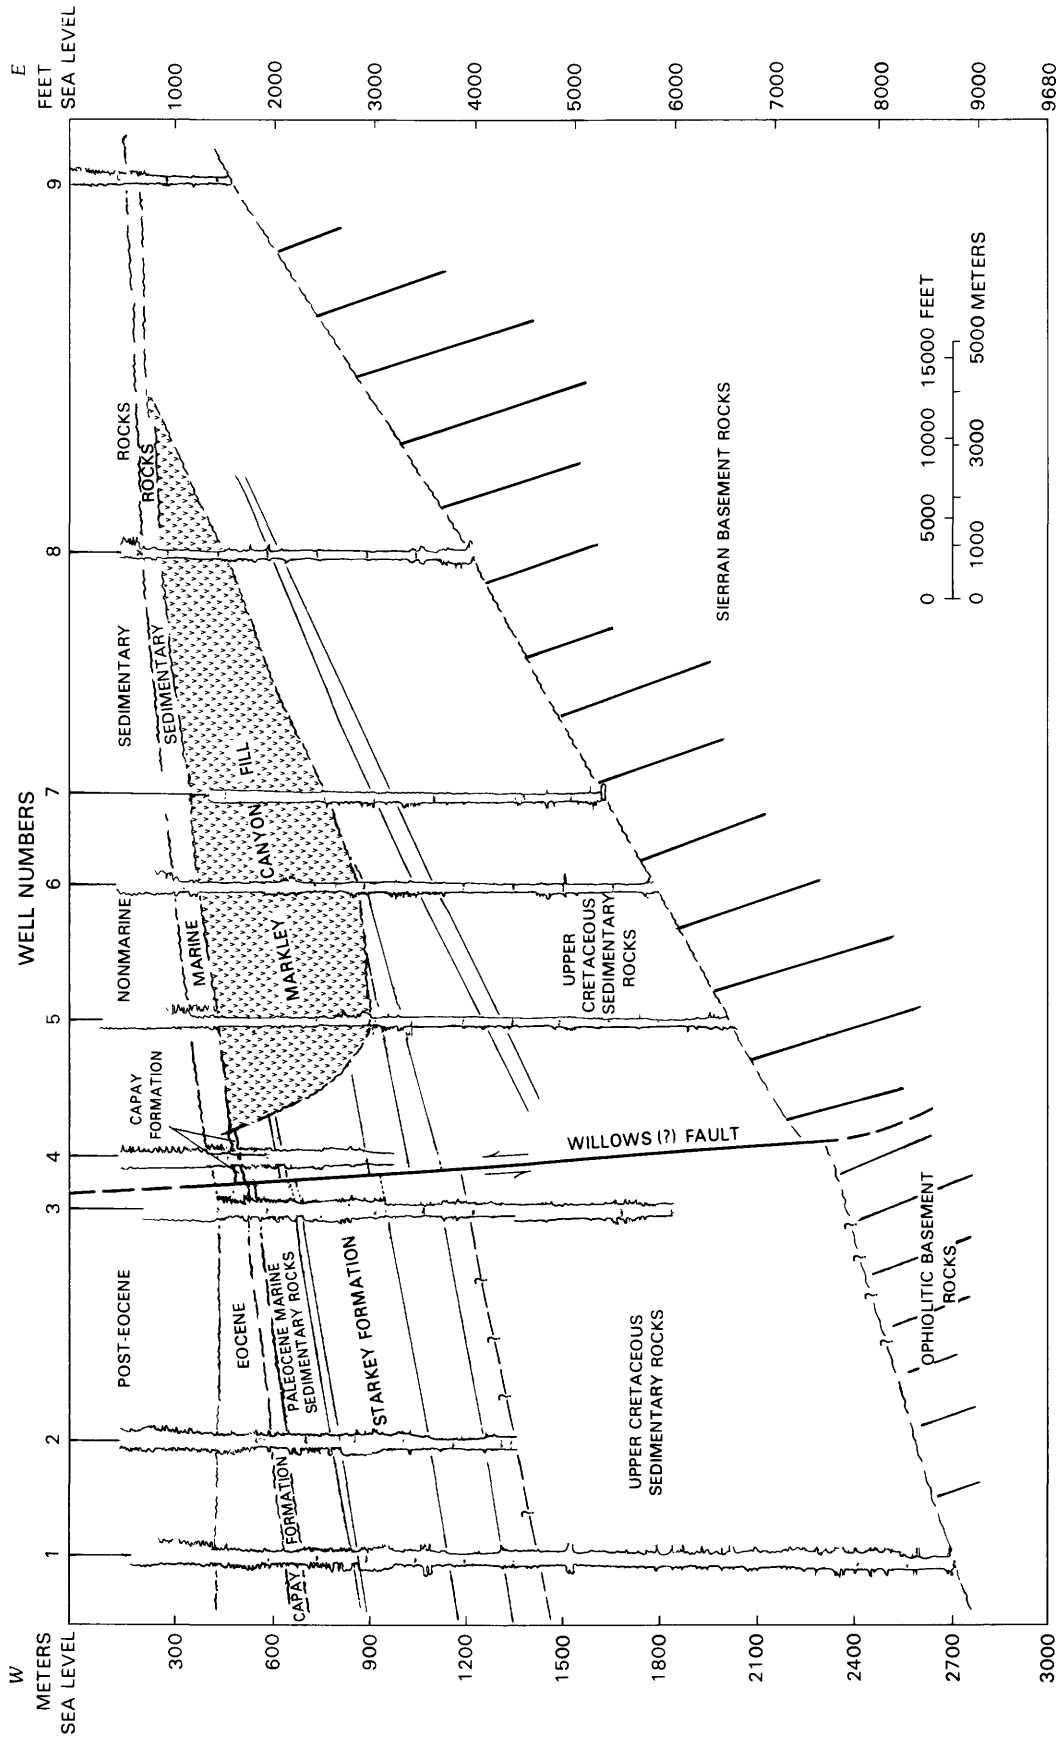 WELL NUMBERS
W
METERS
SEA LEVEL
E
FEET
SEA LEVEL
1
2
3
4
5
6
7
8
9
300
600
900
1200
1500
1800
2100
2400
2700
3000
1000
2000
3000
4000
5000
6000
7000
8000
9000
9680
POST-EOCENE
NONMARINE
SEDIMENTARY
ROCKS
EOCENE
MARINE
SEDIMENTARY
ROCKS
CAPAY
FORMATION
CAPAY
FORMATION
MARKLEY
CANYON
FILL
PALEOCENE MARINE
SEDIMENTARY ROCKS
STARKEY FORMATION
WILLOWS (?) FAULT
UPPER
CRETACEOUS
SEDIMENTARY
ROCKS
UPPER CRETACEOUS
SEDIMENTARY ROCKS
?
?
?
?
?
?
?
?
SIERRAN BASEMENT ROCKS
OPHIOLITIC BASEMENT
ROCKS
0 5000 10000 15000 FEET
0 1000 3000 5000 METERS